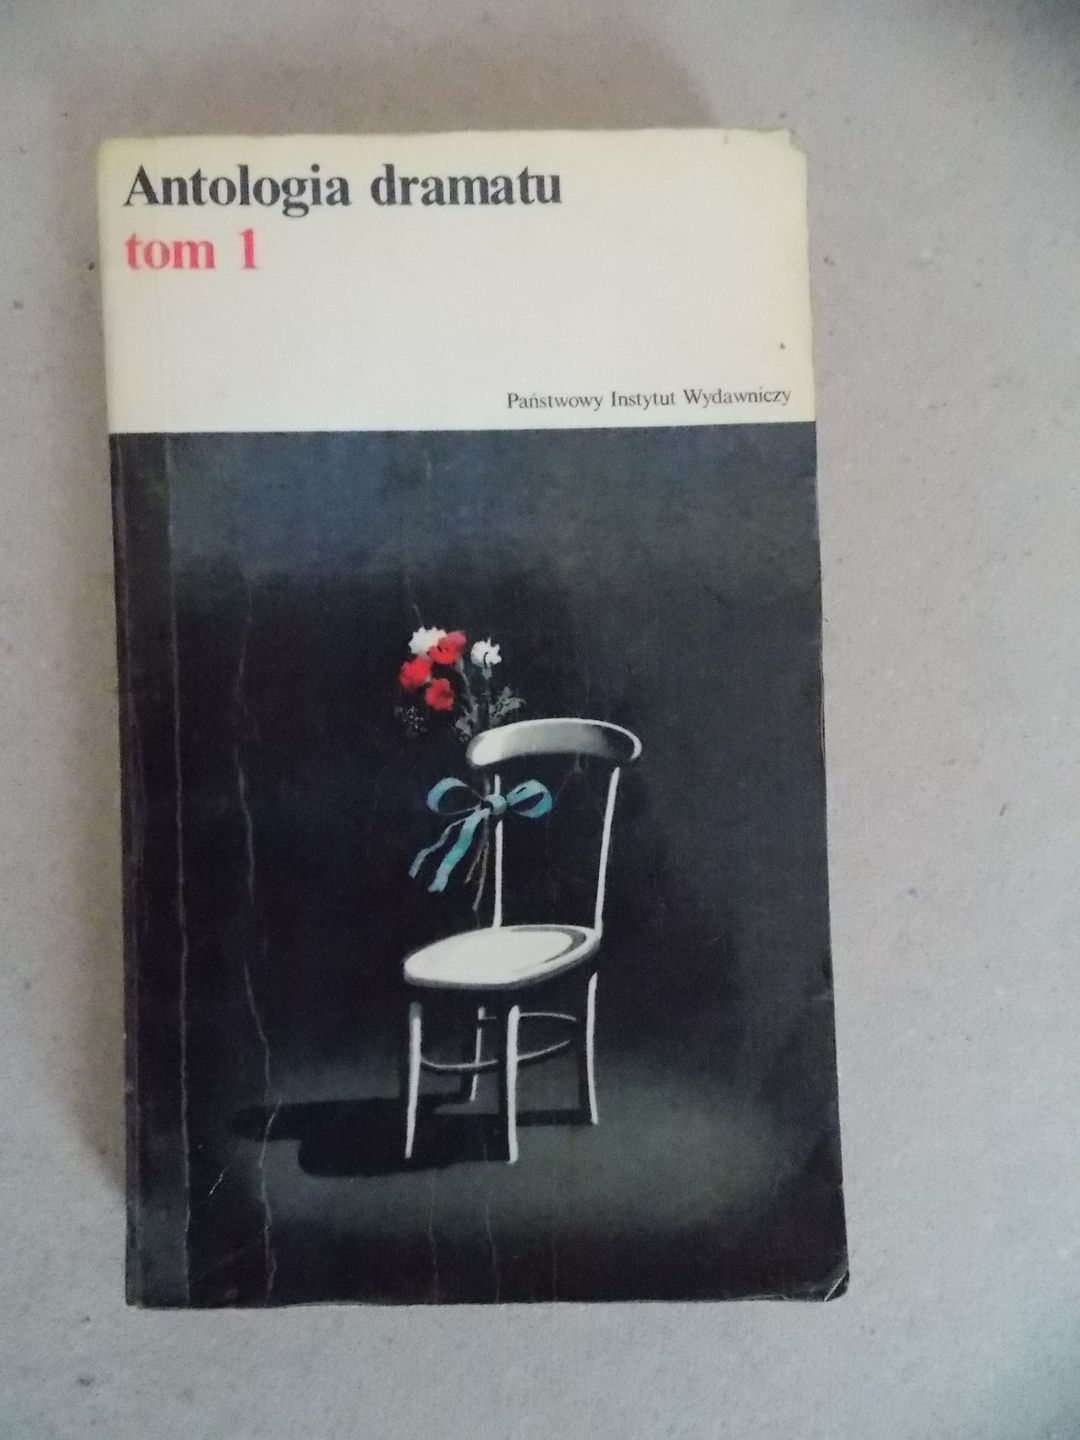 Antologia dramatu
tom 1
Państwowy Instytut Wydawniczy